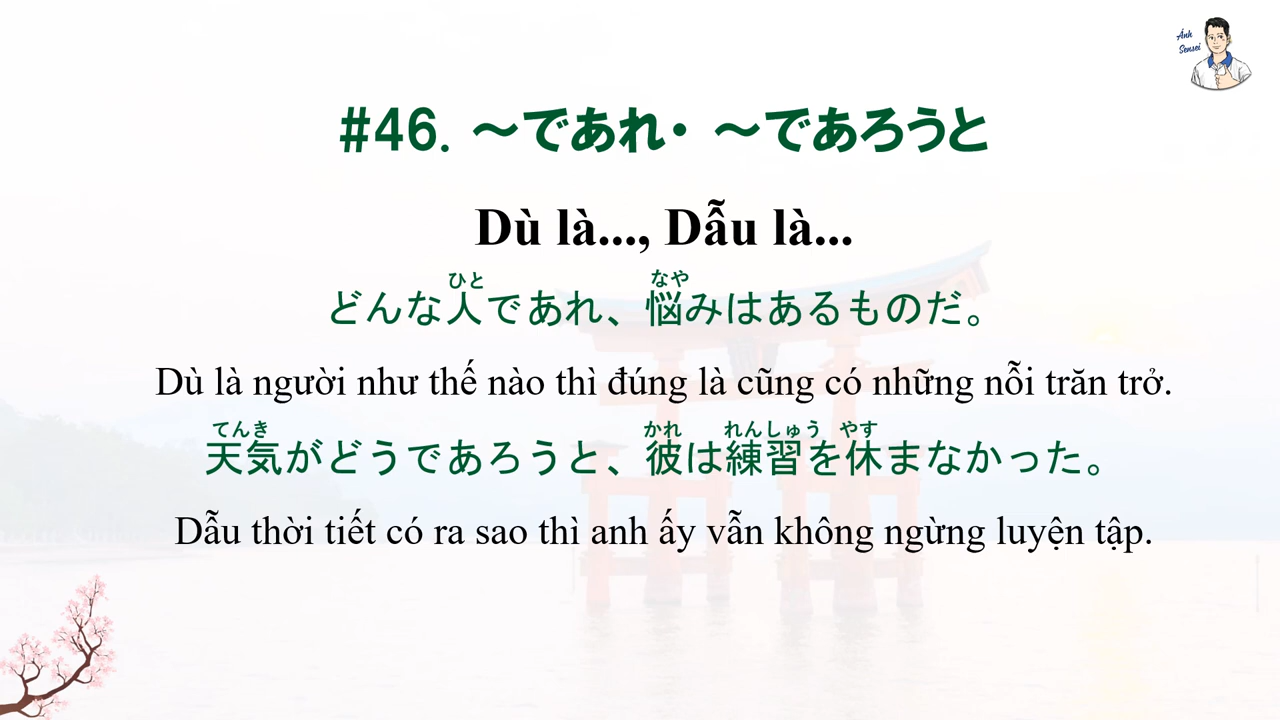 Ánh
Sensei
#46. ～であれ・ ～であろうと
Dù là..., Dẫu là...
ひと なや
どんな人であれ、悩みはあるものだ。
Dù là người như thế nào thì đúng là cũng có những nỗi trăn trở.
てんき かれ れんしゅう やす
天気がどうであろうと、彼は練習を休まなかった。
Dẫu thời tiết có ra sao thì anh ấy vẫn không ngừng luyện tập.